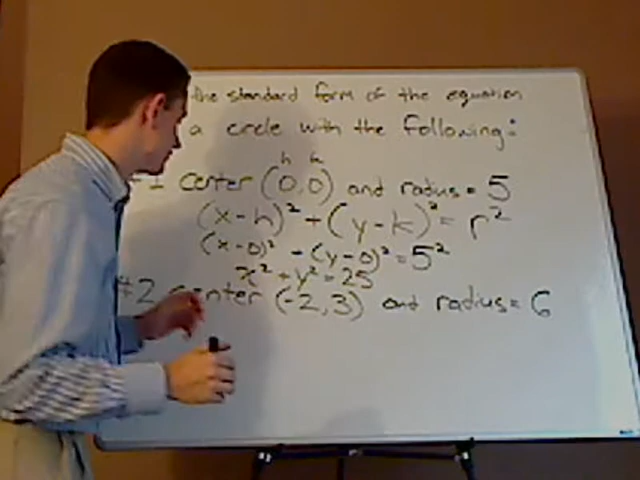 the standard form of the equation
a circle with the following:
h k
#1 center (0,0) and radius = 5
(x-h)² + (y-k)² = r²
(x-0)² + (y-0)² = 5²
x² + y² = 25
#2 center (-2,3) and radius = 6